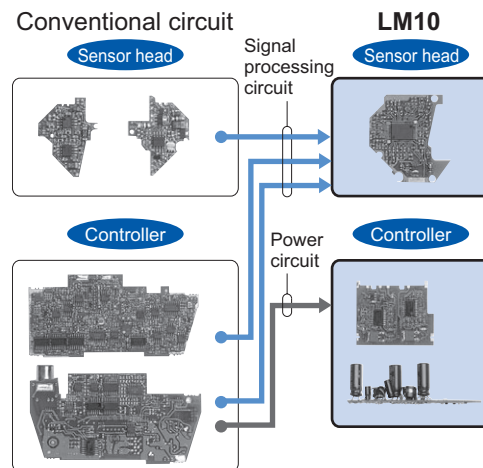 Conventional circuit
LM10
Sensor head
Signal
processing
circuit
Sensor head
Controller
Power
circuit
Controller